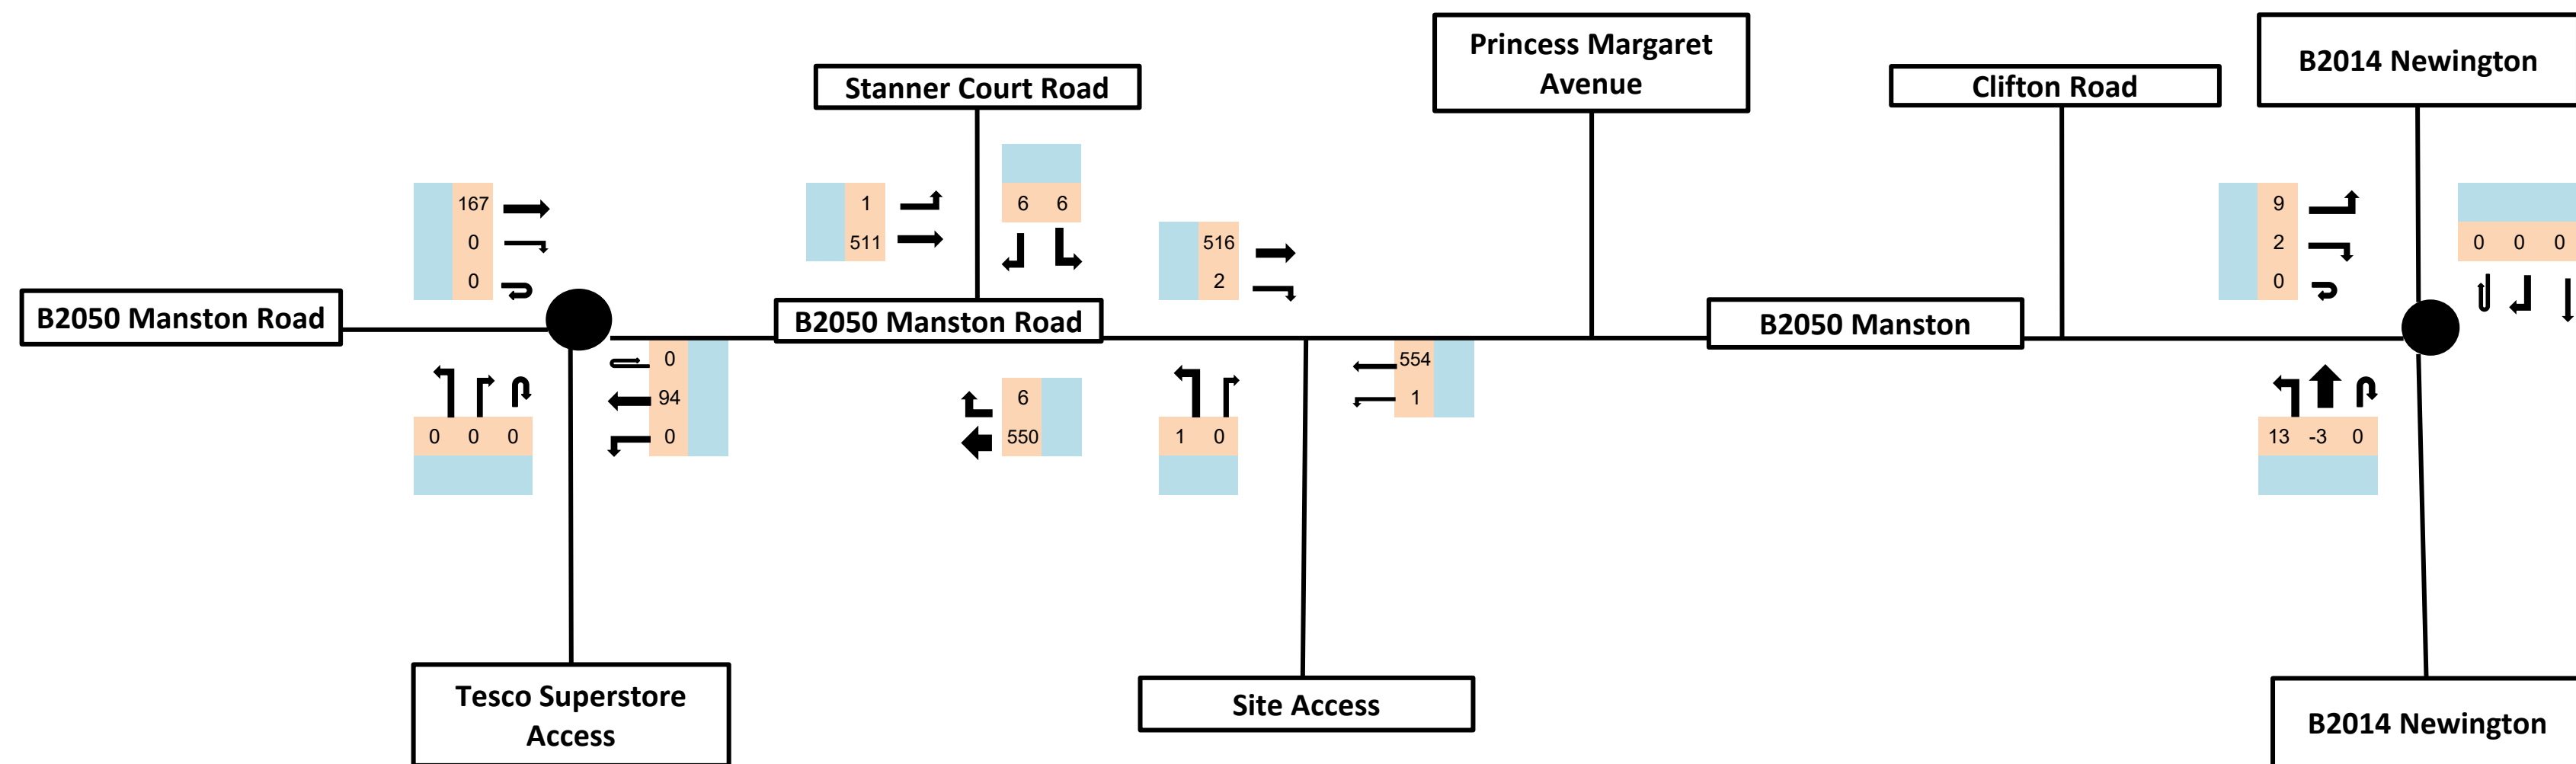 Princess Margaret
Avenue
B2014 Newington
Stanner Court Road
Clifton Road
167
0
0
1
511
6 6
516
2
9
2
0
0 0 0
B2050 Manston Road
B2050 Manston Road
B2050 Manston
0
94
0
0 0 0
6
550
1 0
554
1
13 -3 0
Tesco Superstore
Access
Site Access
B2014 Newington